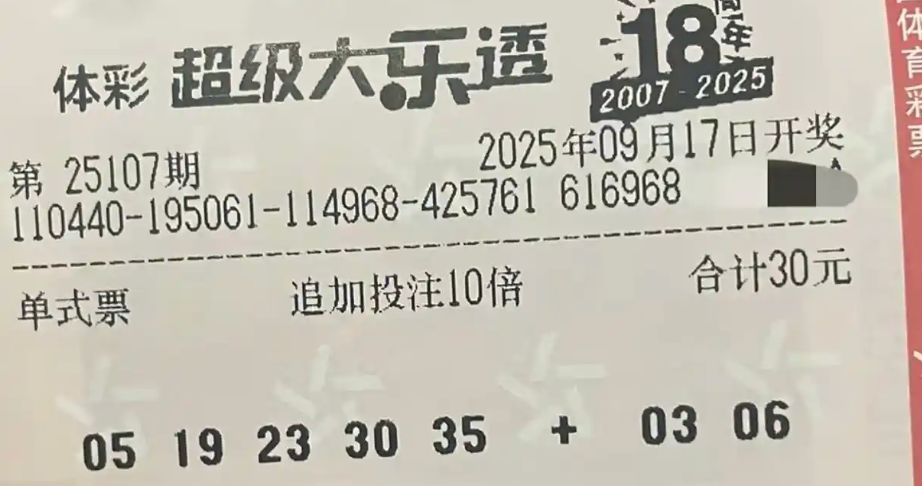 体彩 超级大乐透 18周年
2007-2025
第 25107期 2025年09月17日开奖
110440-195061-114968-425761 616968
单式票 追加投注10倍 合计30元
05 19 23 30 35 + 03 06
体育彩票